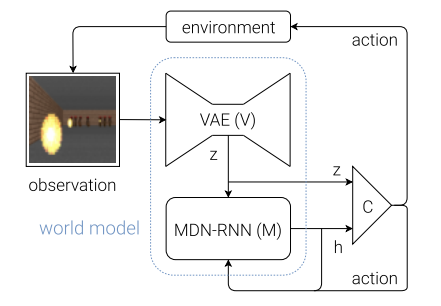 environment
action
VAE (V)
z
observation
z
C
world model
MDN-RNN (M)
h
action